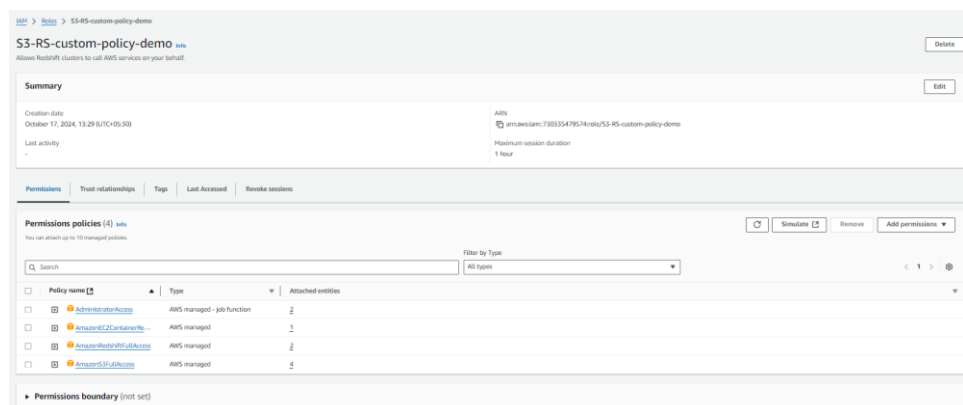 IAM > Roles > S3-RS-custom-policy-demo
S3-RS-custom-policy-demo Info
Delete
Allows Redshift clusters to call AWS services on your behalf.
Summary
Edit
Creation date
October 17, 2024, 13:29 (UTC+05:30)
ARN
arn:aws:iam::730335479574:role/S3-RS-custom-policy-demo
Last activity
-
Maximum session duration
1 hour
Permissions Trust relationships Tags Last Accessed Revoke sessions
Permissions policies (4) Info
Simulate Remove Add permissions
You can attach up to 10 managed policies.
Filter by Type
Search
All types
1
Policy name Type Attached entities
AdministratorAccess AWS managed - job function 2
AmazonEC2ContainerRe... AWS managed 1
AmazonRedshiftFullAccess AWS managed 2
AmazonS3FullAccess AWS managed 4
Permissions boundary (not set)